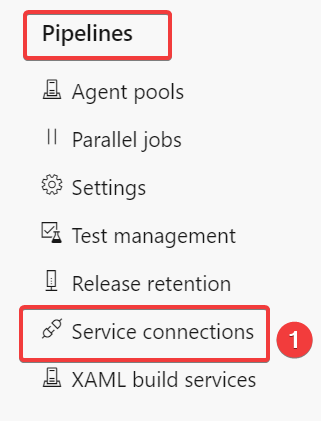 Pipelines
Agent pools
Parallel jobs
Settings
Test management
Release retention
Service connections 1
XAML build services